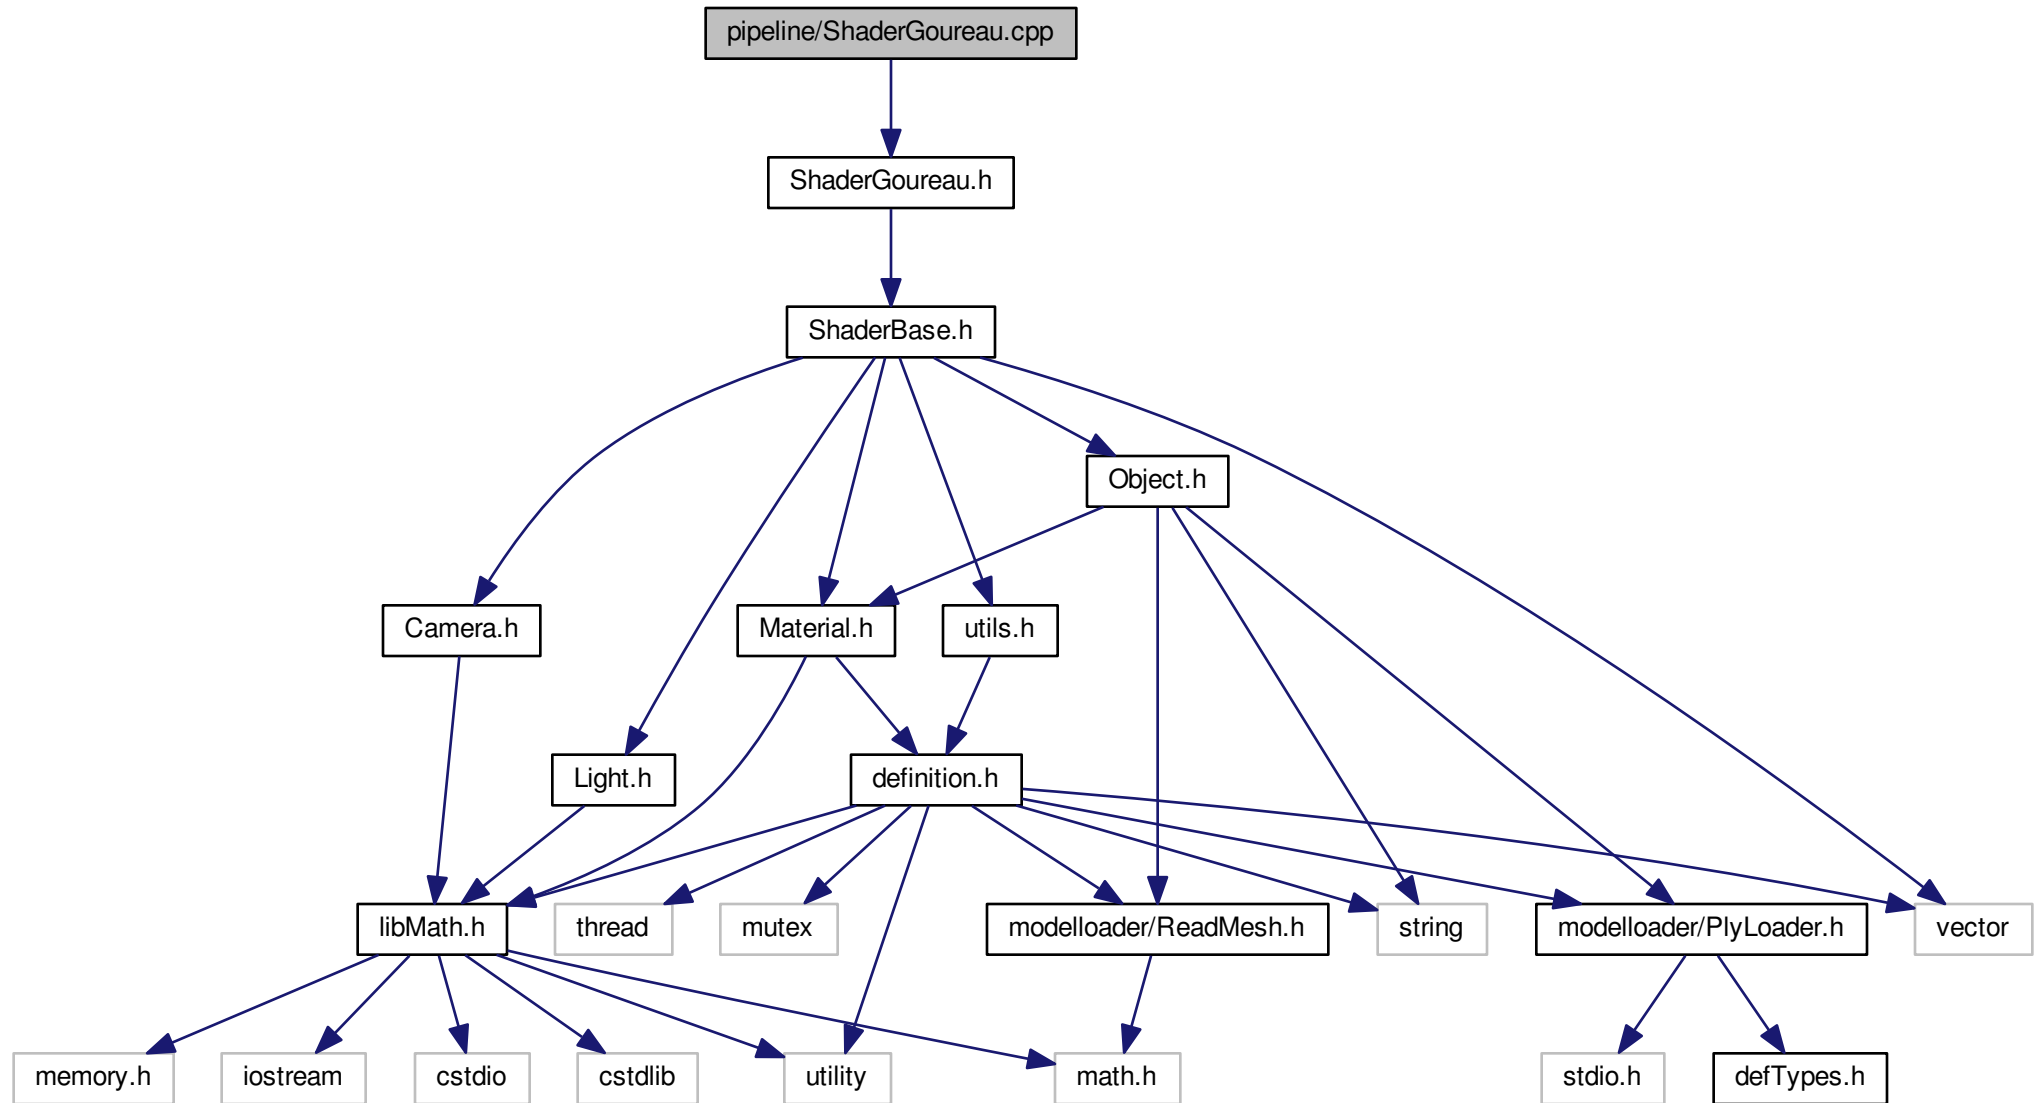 pipeline/ShaderGoureau.cpp
ShaderGoureau.h
ShaderBase.h
Object.h
Camera.h
Material.h
utils.h
Light.h
definition.h
libMath.h
thread
mutex
modelloader/ReadMesh.h
string
modelloader/PlyLoader.h
vector
memory.h
iostream
cstdio
cstdlib
utility
math.h
stdio.h
defTypes.h